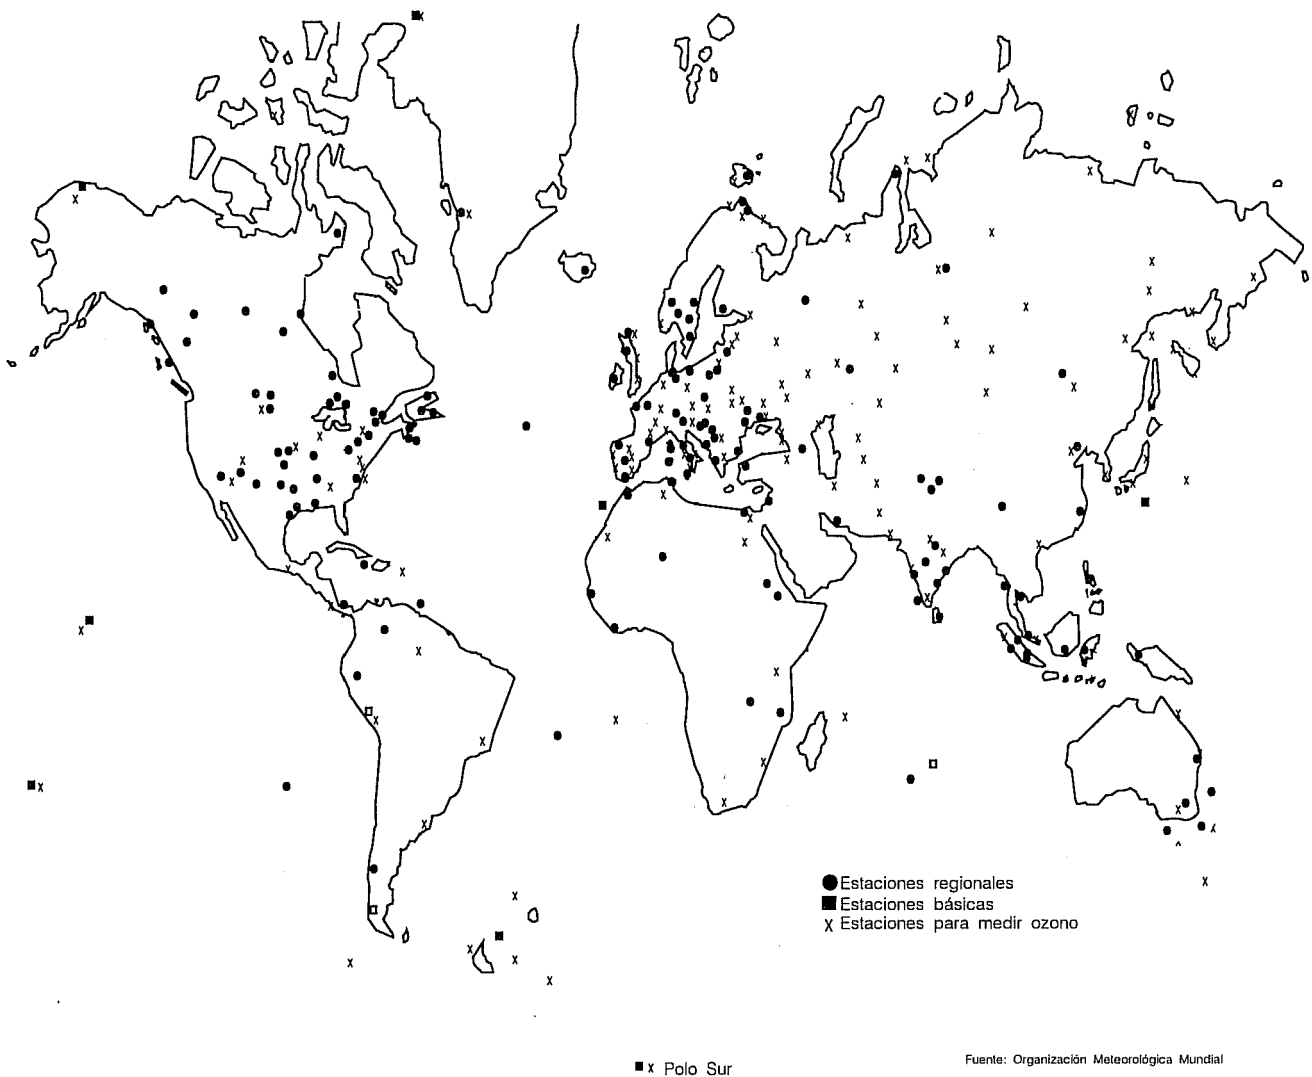 Estaciones regionales
Estaciones básicas
x Estaciones para medir ozono
x Polo Sur
Fuente: Organización Meteorológica Mundial